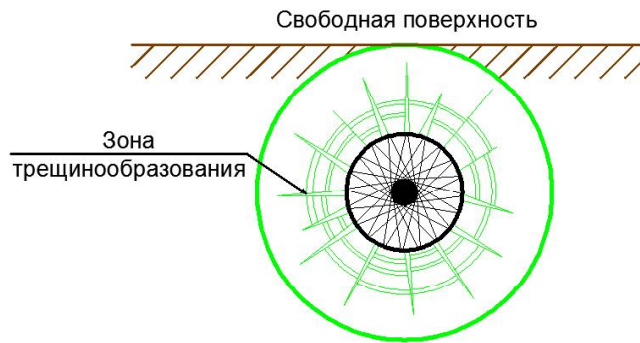 Свободная поверхность
Зона
трещинообразования